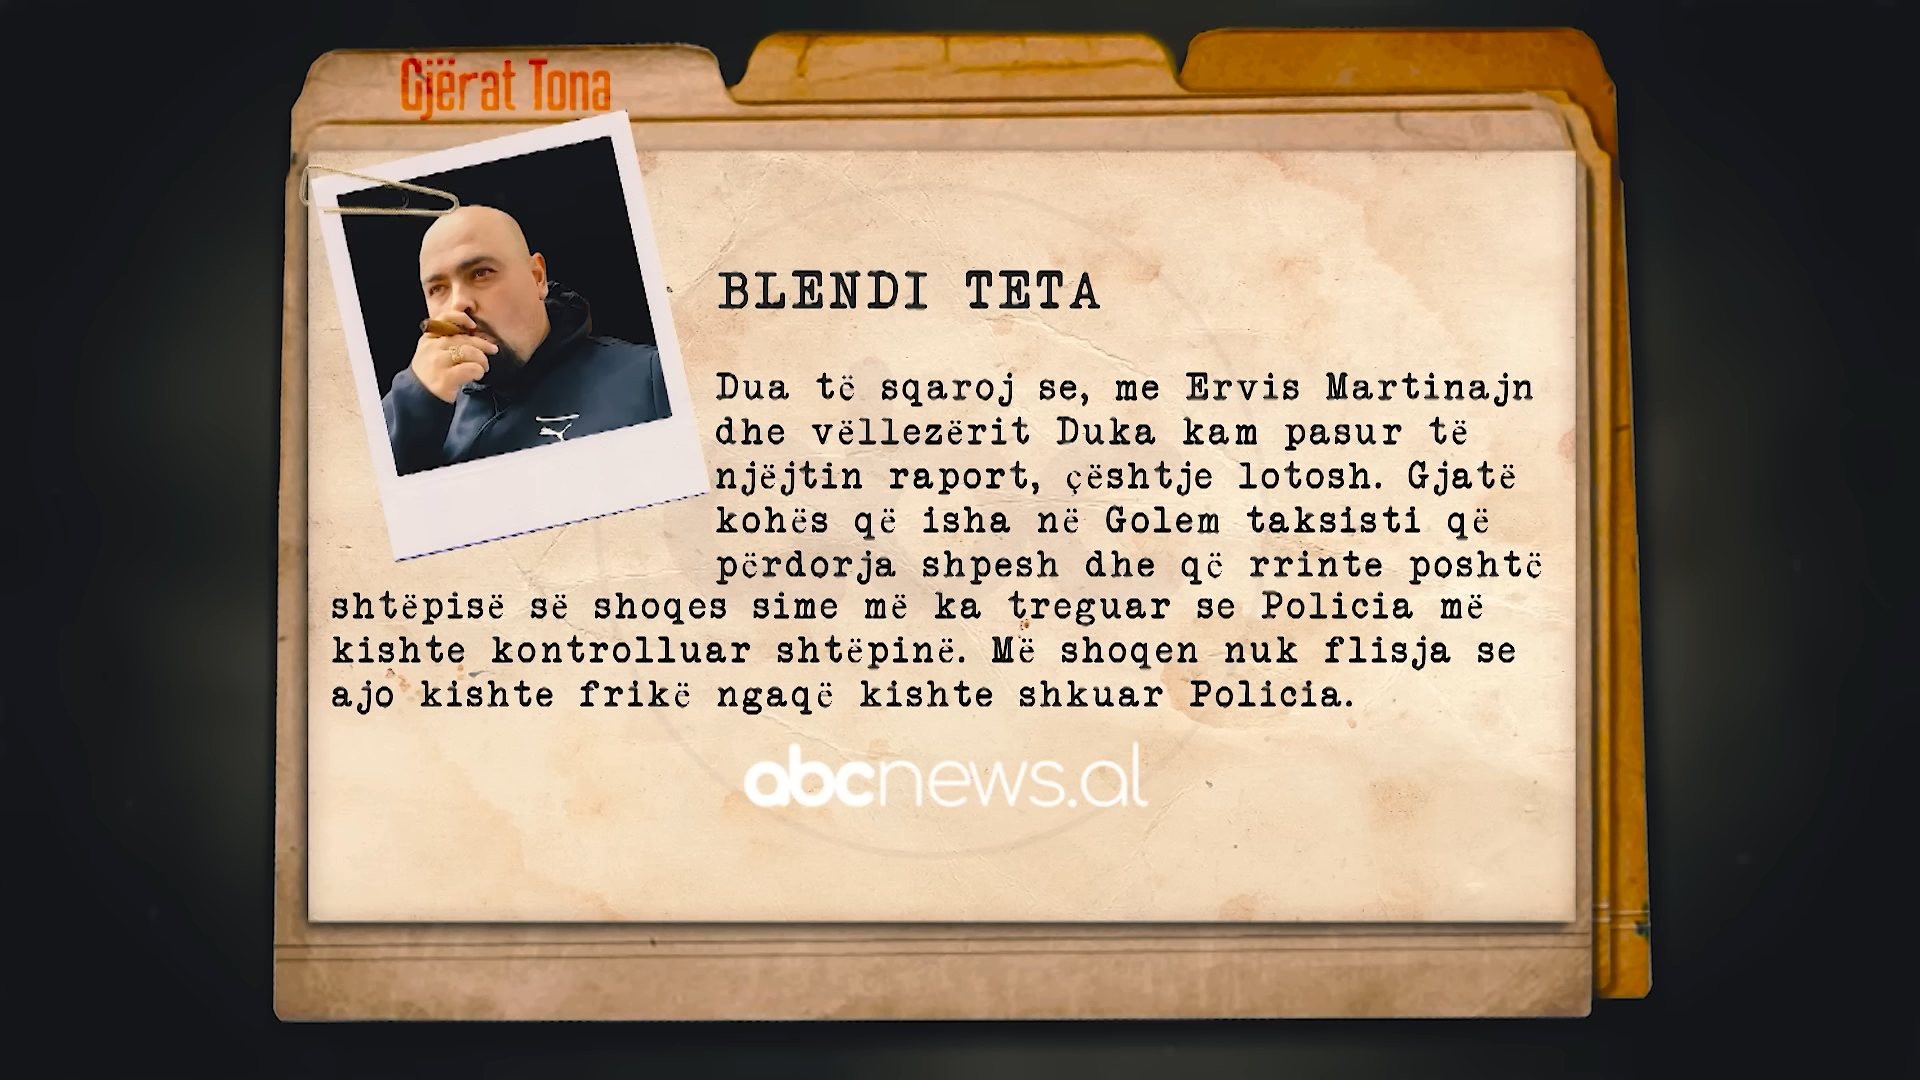 Gjërat Tona
BLENDI TETA
Dua të sqaroj se, me Ervis Martinajn
dhe vëllezërit Duka kam pasur të
njëjtin raport, çështje lotosh. Gjatë
kohës që isha në Golem taksisti që
përdorja shpesh dhe që rrinte poshtë
shtëpisë së shoqes sime më ka treguar se Policia më
kishte kontrolluar shtëpinë. Më shoqen nuk flisja se
ajo kishte frikë ngaqë kishte shkuar Policia.
abcnews.al